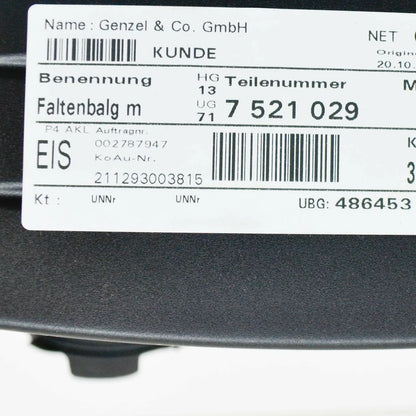 Name : Genzel & Co. GmbH
NET
KUNDE
Origin
20.10.
Benennung HG 13 Teilenummer M
Faltenbalg m UG 71 7 521 029
P4 AKL Auftragnr.
EIS 002787947
KoAu-Nr. K
211293003815 3
Kt : UNNr UNNr UBG: 486453